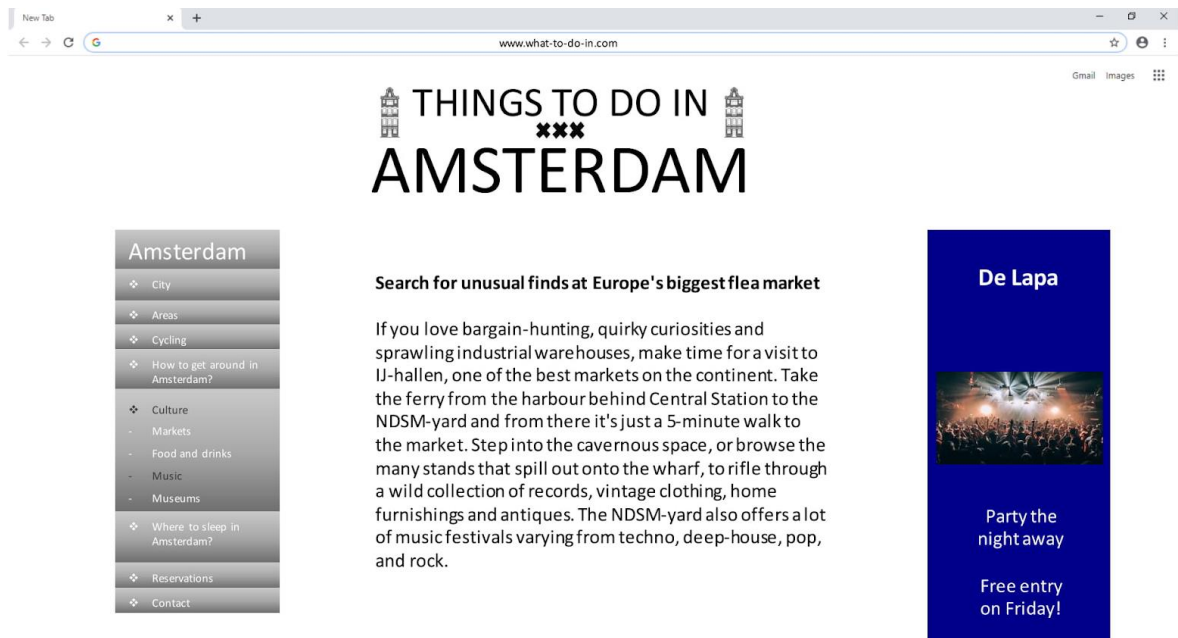 New Tab
www.what-to-do-in.com
Gmail Images
THINGS TO DO IN
XXX
AMSTERDAM
Amsterdam
City
Areas
Cycling
How to get around in
Amsterdam?
Culture
- Markets
- Food and drinks
- Music
- Museums
Where to sleep in
Amsterdam?
Reservations
Contact
Search for unusual finds at Europe's biggest flea market
If you love bargain-hunting, quirky curiosities and
sprawling industrial warehouses, make time for a visit to
IJ-hallen, one of the best markets on the continent. Take
the ferry from the harbour behind Central Station to the
NDSM-yard and from there it's just a 5-minute walk to
the market. Step into the cavernous space, or browse the
many stands that spill out onto the wharf, to rifle through
a wild collection of records, vintage clothing, home
furnishings and antiques. The NDSM-yard also offers a lot
of music festivals varying from techno, deep-house, pop,
and rock.
De Lapa
Party the
night away
Free entry
on Friday!